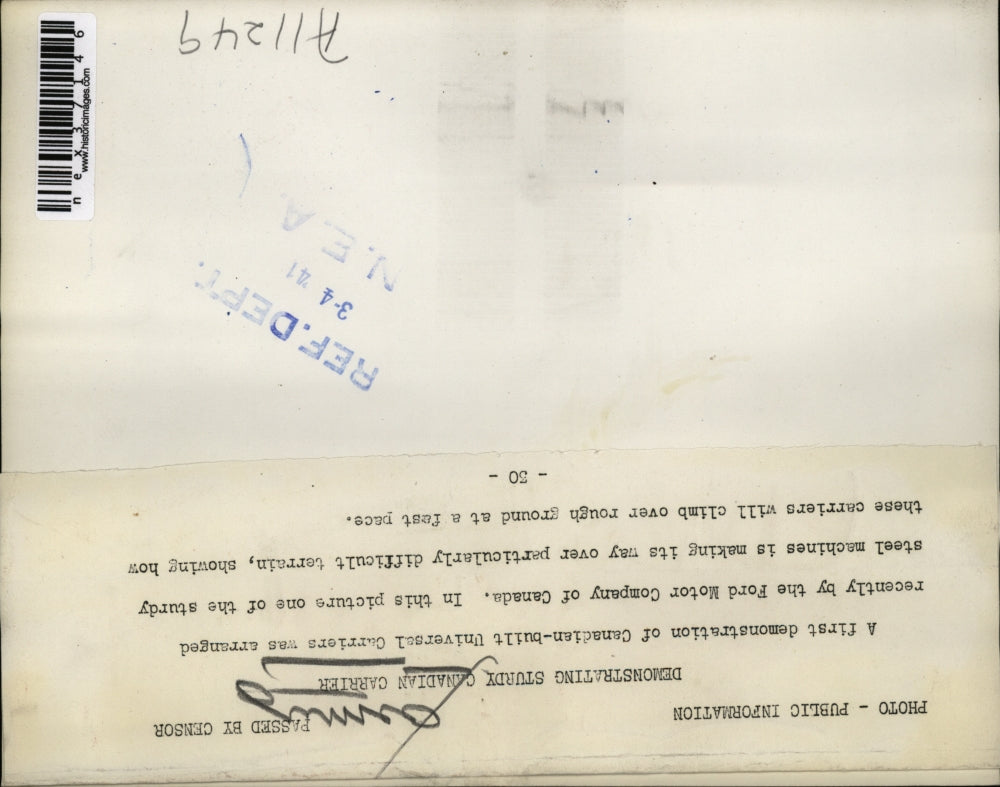 PHOTO - PUBLIC INFORMATION
PASSED BY CENSOR
DEMONSTRATING STURDY CANADIAN CARRIER
A first demonstration of Canadian-built Universal Carriers was arranged
recently by the Ford Motor Company of Canada. In this picture one of the sturdy
steel machines is making its way over particularly difficult terrain, showing how
these carriers will climb over rough ground at a fast pace.
- 30 -
REF. DEPT.
3-4 '41
N. E. A.
A11249
nex37146
www.historicimages.com